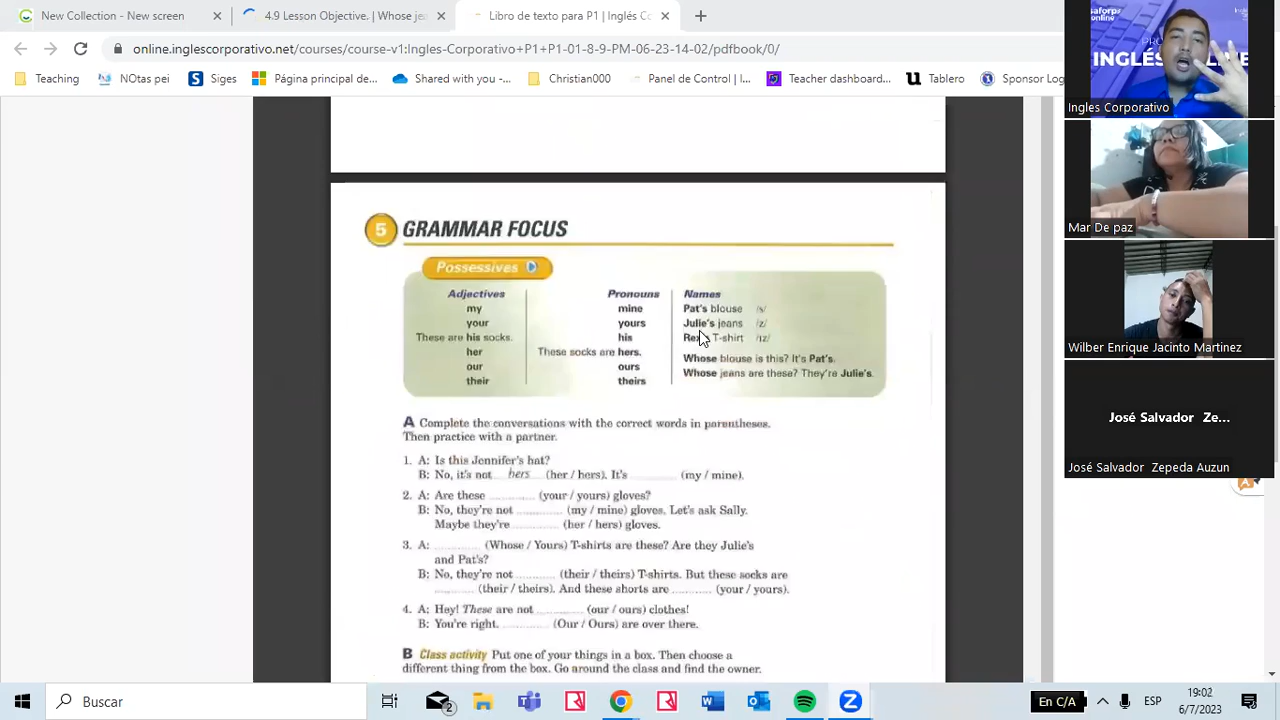 New Collection - New screen
4.9 Lesson Objective. | What's
Libro de texto para P1 | Inglés Co
online.inglescorporativo.net/courses/course-v1:Ingles-Corporativo+P1+P1-01-8-9-PM-06-23-14-02/pdfbook/0/
Teaching
NOtas pei
Siges
Página principal de...
Shared with you -...
Christian000
Panel de Control | I...
Teacher dashboard...
Tablero
Sponsor Log
INGLÉS
Ingles Corporativo
Mar De paz
Wilber Enrique Jacinto Martinez
José Salvador Ze...
José Salvador Zepeda Auzun
5 GRAMMAR FOCUS
Possessives
Adjectives Pronouns Names
my mine Pat's blouse /s/
your yours Julie's jeans /z/
These are his socks. his T-shirt /ɪz/
her These socks are hers. Whose blouse is this? It's Pat's.
our ours Whose jeans are these? They're Julie's.
their theirs
A Complete the conversations with the correct words in parentheses.
Then practice with a partner.
1. A: Is this Jennifer's hat?
B: No, it's not hers (her / hers). It's ........ (my / mine).
2. A: Are these ........ (your / yours) gloves?
B: No, they're not ........ (my / mine) gloves. Let's ask Sally.
Maybe they're ........ (her / hers) gloves.
3. A: ........ (Whose / Yours) T-shirts are these? Are they Julie's
and Pat's?
B: No, they're not ........ (their / theirs) T-shirts. But these socks are
........ (their / theirs). And these shorts are ........ (your / yours).
4. A: Hey! These are not ........ (our / ours) clothes!
B: You're right. ........ (Our / Ours) are over there.
B Class activity Put one of your things in a box. Then choose a
different thing from the box. Go around the class and find the owner.
Buscar
2
En C/A
ESP
19:02
6/7/2023